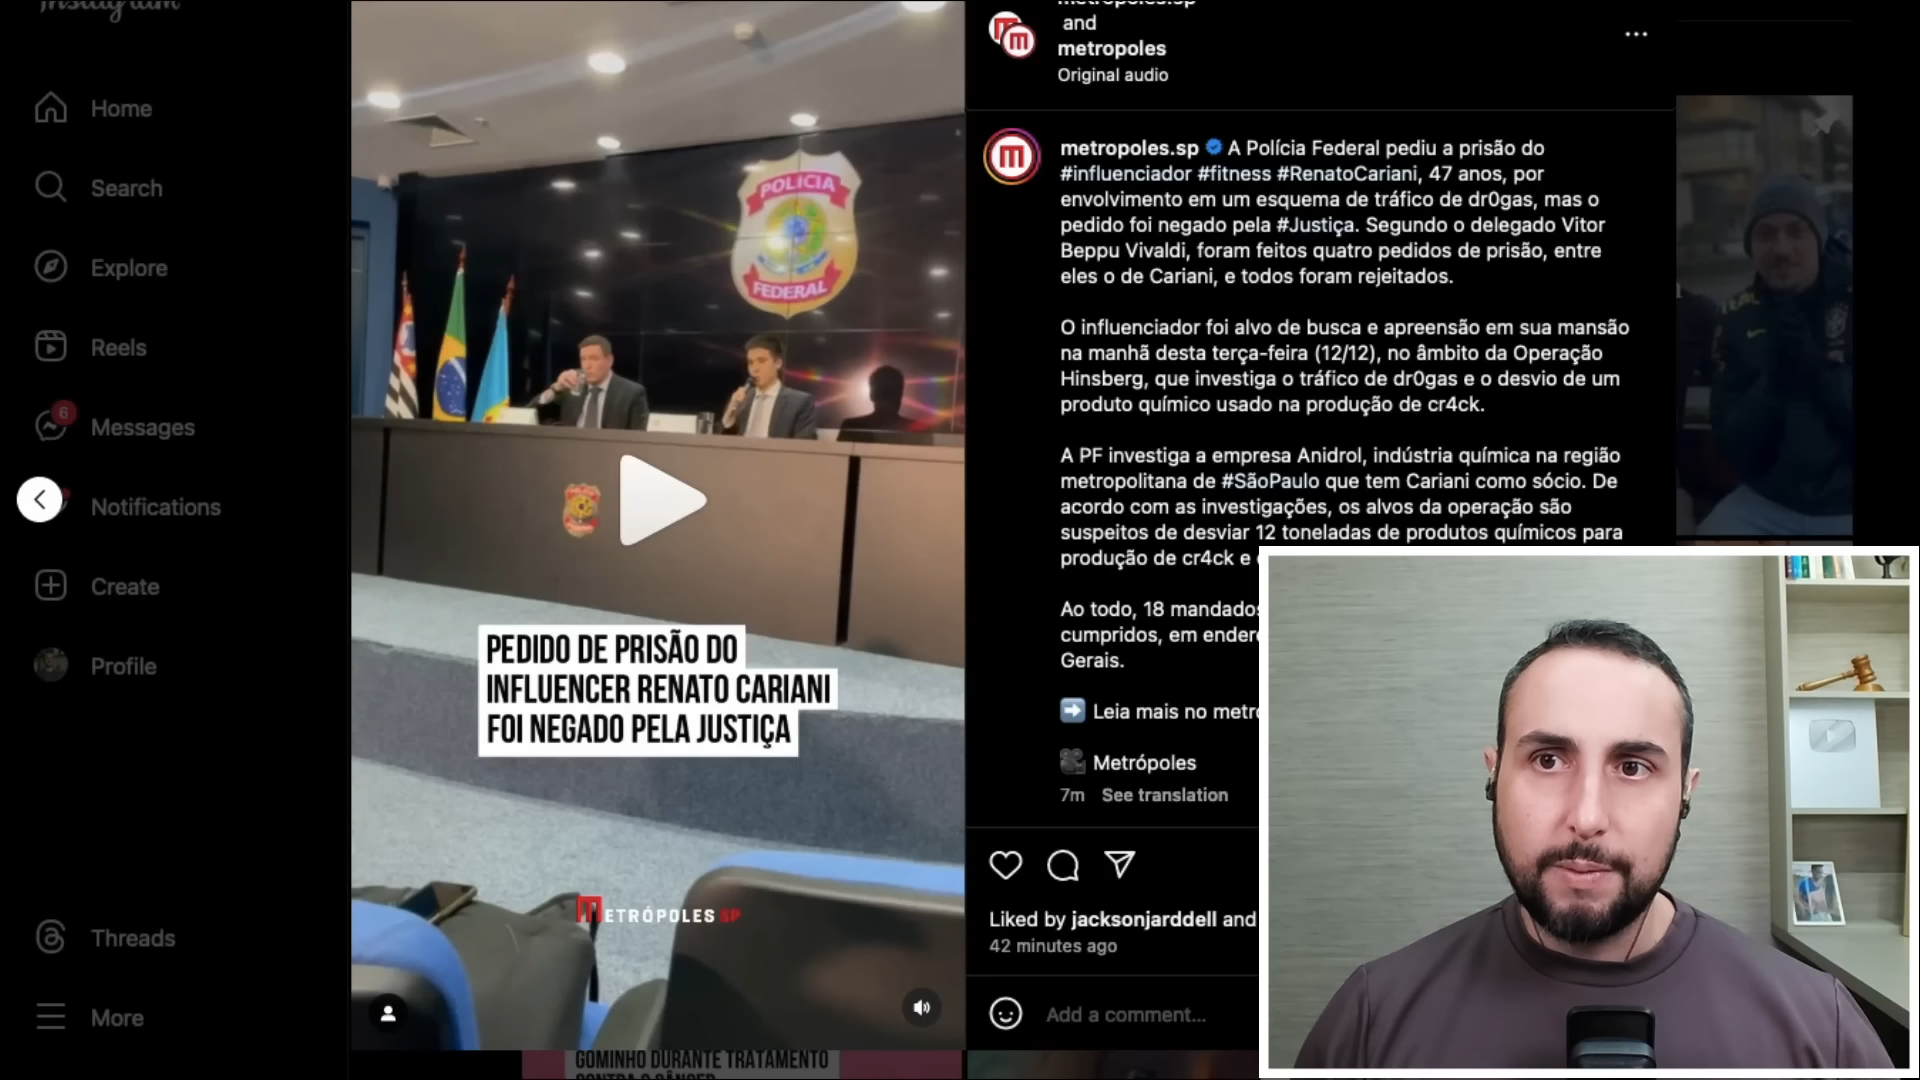 Instagram
Home
Search
Explore
Reels
6
Messages
Notifications
Create
Profile
Threads
More
POLÍCIA
FEDERAL
PEDIDO DE PRISÃO DO
INFLUENCER RENATO CARIANI
FOI NEGADO PELA JUSTIÇA
METRÓPOLES SP
GOMINHO DURANTE TRATAMENTO
CONTRA O CÂNCER
metropoles.sp
and
metropoles
Original audio
metropoles.sp A Polícia Federal pediu a prisão do
#influenciador #fitness #RenatoCariani, 47 anos, por
envolvimento em um esquema de tráfico de dr0gas, mas o
pedido foi negado pela #Justiça. Segundo o delegado Vitor
Beppu Vivaldi, foram feitos quatro pedidos de prisão, entre
eles o de Cariani, e todos foram rejeitados.
O influenciador foi alvo de busca e apreensão em sua mansão
na manhã desta terça-feira (12/12), no âmbito da Operação
Hinsberg, que investiga o tráfico de dr0gas e o desvio de um
produto químico usado na produção de cr4ck.
A PF investiga a empresa Anidrol, indústria química na região
metropolitana de #SãoPaulo que tem Cariani como sócio. De
acordo com as investigações, os alvos da operação são
suspeitos de desviar 12 toneladas de produtos químicos para
produção de cr4ck e
Ao todo, 18 mandados
cumpridos, em ender
Gerais.
Leia mais no metr
Metrópoles
7m See translation
Liked by jacksonjarddell and
42 minutes ago
Add a comment...